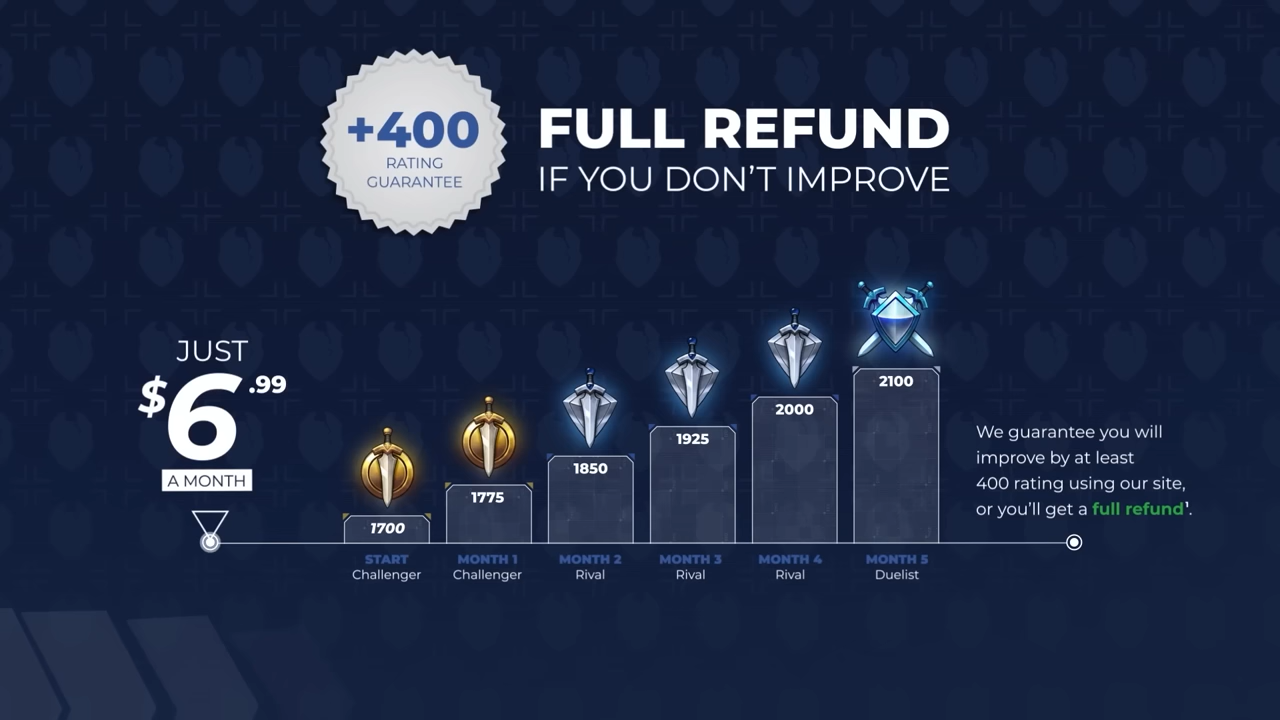 +400
RATING
GUARANTEE
FULL REFUND
IF YOU DON'T IMPROVE
JUST
$6.99
A MONTH
1700
1775
1850
1925
2000
2100
START
Challenger
MONTH 1
Challenger
MONTH 2
Rival
MONTH 3
Rival
MONTH 4
Rival
MONTH 5
Duelist
We guarantee you will
improve by at least
400 rating using our site,
or you'll get a full refund¹.